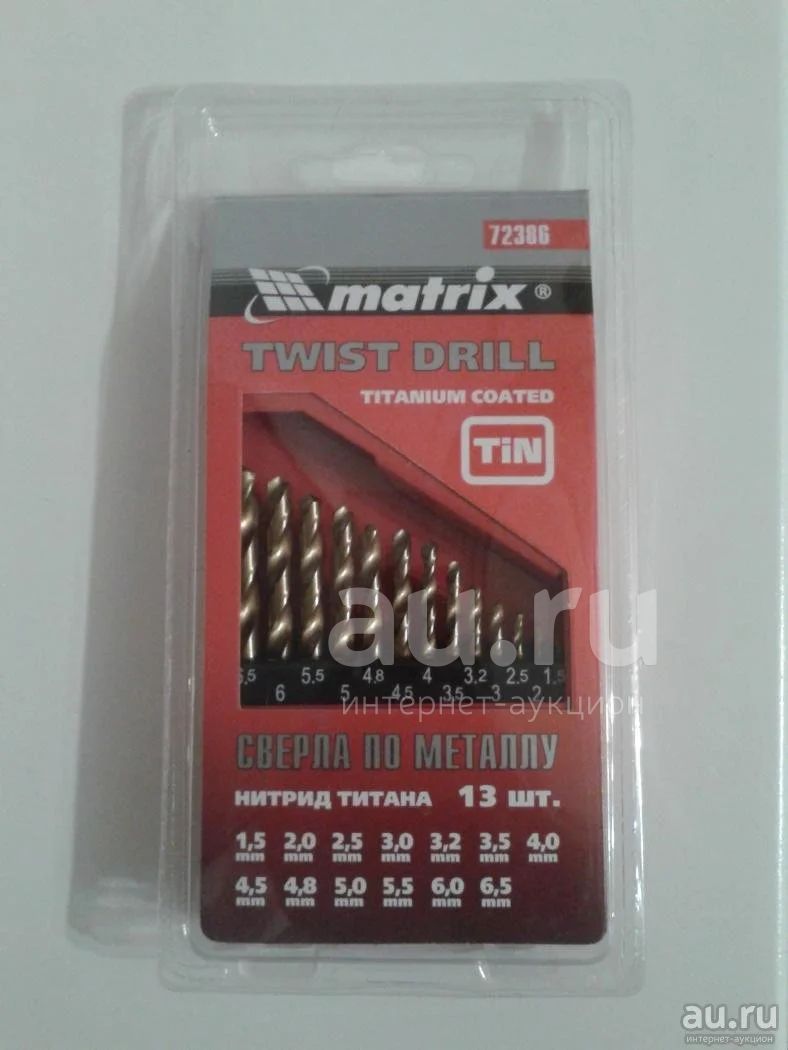 72386
matrix ®
TWIST DRILL
TITANIUM COATED
TiN
au.ru
6,5 5.5 4.8 4 3.2 2.5 1.5
6 5 4.5 3.5 3 2
интернет-аукцион
СВЕРЛА ПО МЕТАЛЛУ
НИТРИД ТИТАНА 13 шт.
1,5 mm 2,0 mm 2,5 mm 3,0 mm 3,2 mm 3,5 mm 4,0 mm
4,5 mm 4,8 mm 5,0 mm 5,5 mm 6,0 mm 6,5 mm
au.ru
интернет-аукцион